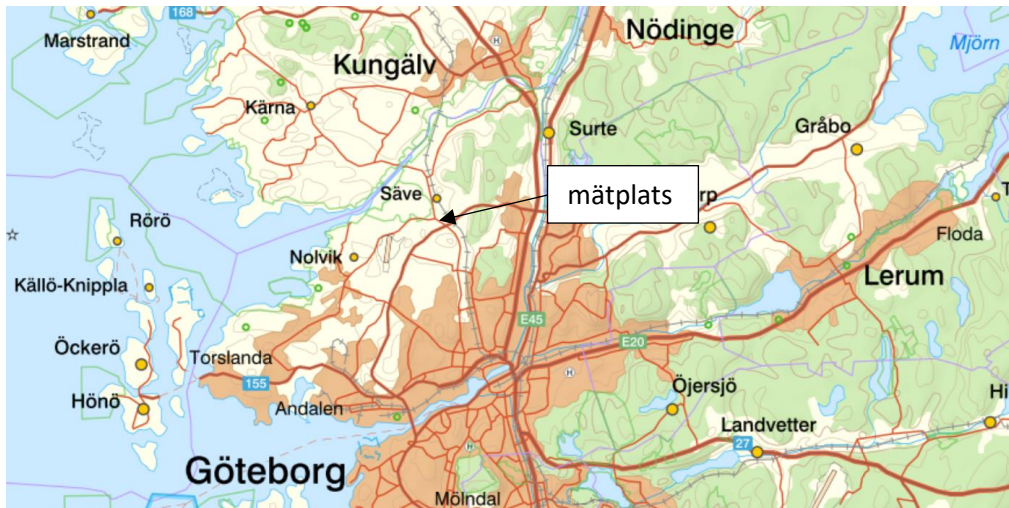 168
Marstrand
Nödinge
Mjörn
Kungälv
Kärna
Surte
Gråbo
Säve
mätplats
rp
Rörö
Nolvik
Floda
Källö-Knippla
Lerum
E45
E20
Öckerö
Torslanda
155
Öjersjö
Hönö
Andalen
Hi
Landvetter
27
Göteborg
Mölndal
H
H
H
T